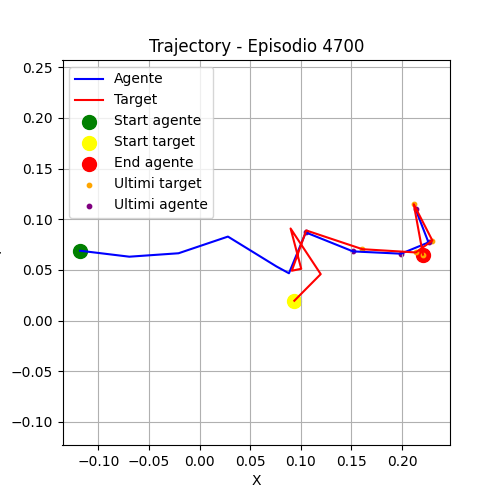 Trajectory - Episodio 4700
0.25
0.20
0.15
0.10
0.05
0.00
−0.05
−0.10
Agente
Target
Start agente
Start target
End agente
Ultimi target
Ultimi agente
−0.10
−0.05
0.00
0.05
0.10
0.15
0.20
X